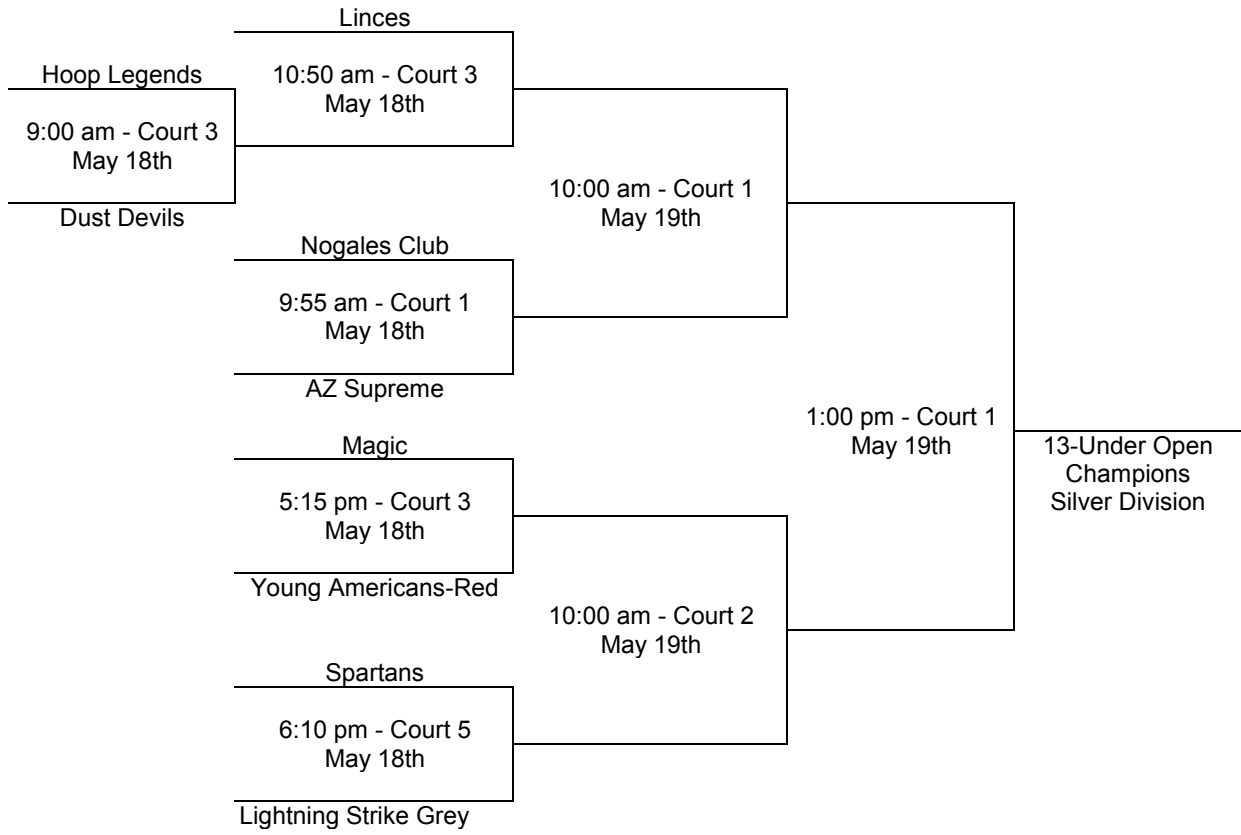 Linces
Hoop Legends
10:50 am - Court 3
May 18th
9:00 am - Court 3
May 18th
Dust Devils
10:00 am - Court 1
May 19th
Nogales Club
9:55 am - Court 1
May 18th
AZ Supreme
1:00 pm - Court 1
May 19th
13-Under Open
Champions
Silver Division
Magic
5:15 pm - Court 3
May 18th
Young Americans-Red
10:00 am - Court 2
May 19th
Spartans
6:10 pm - Court 5
May 18th
Lightning Strike Grey